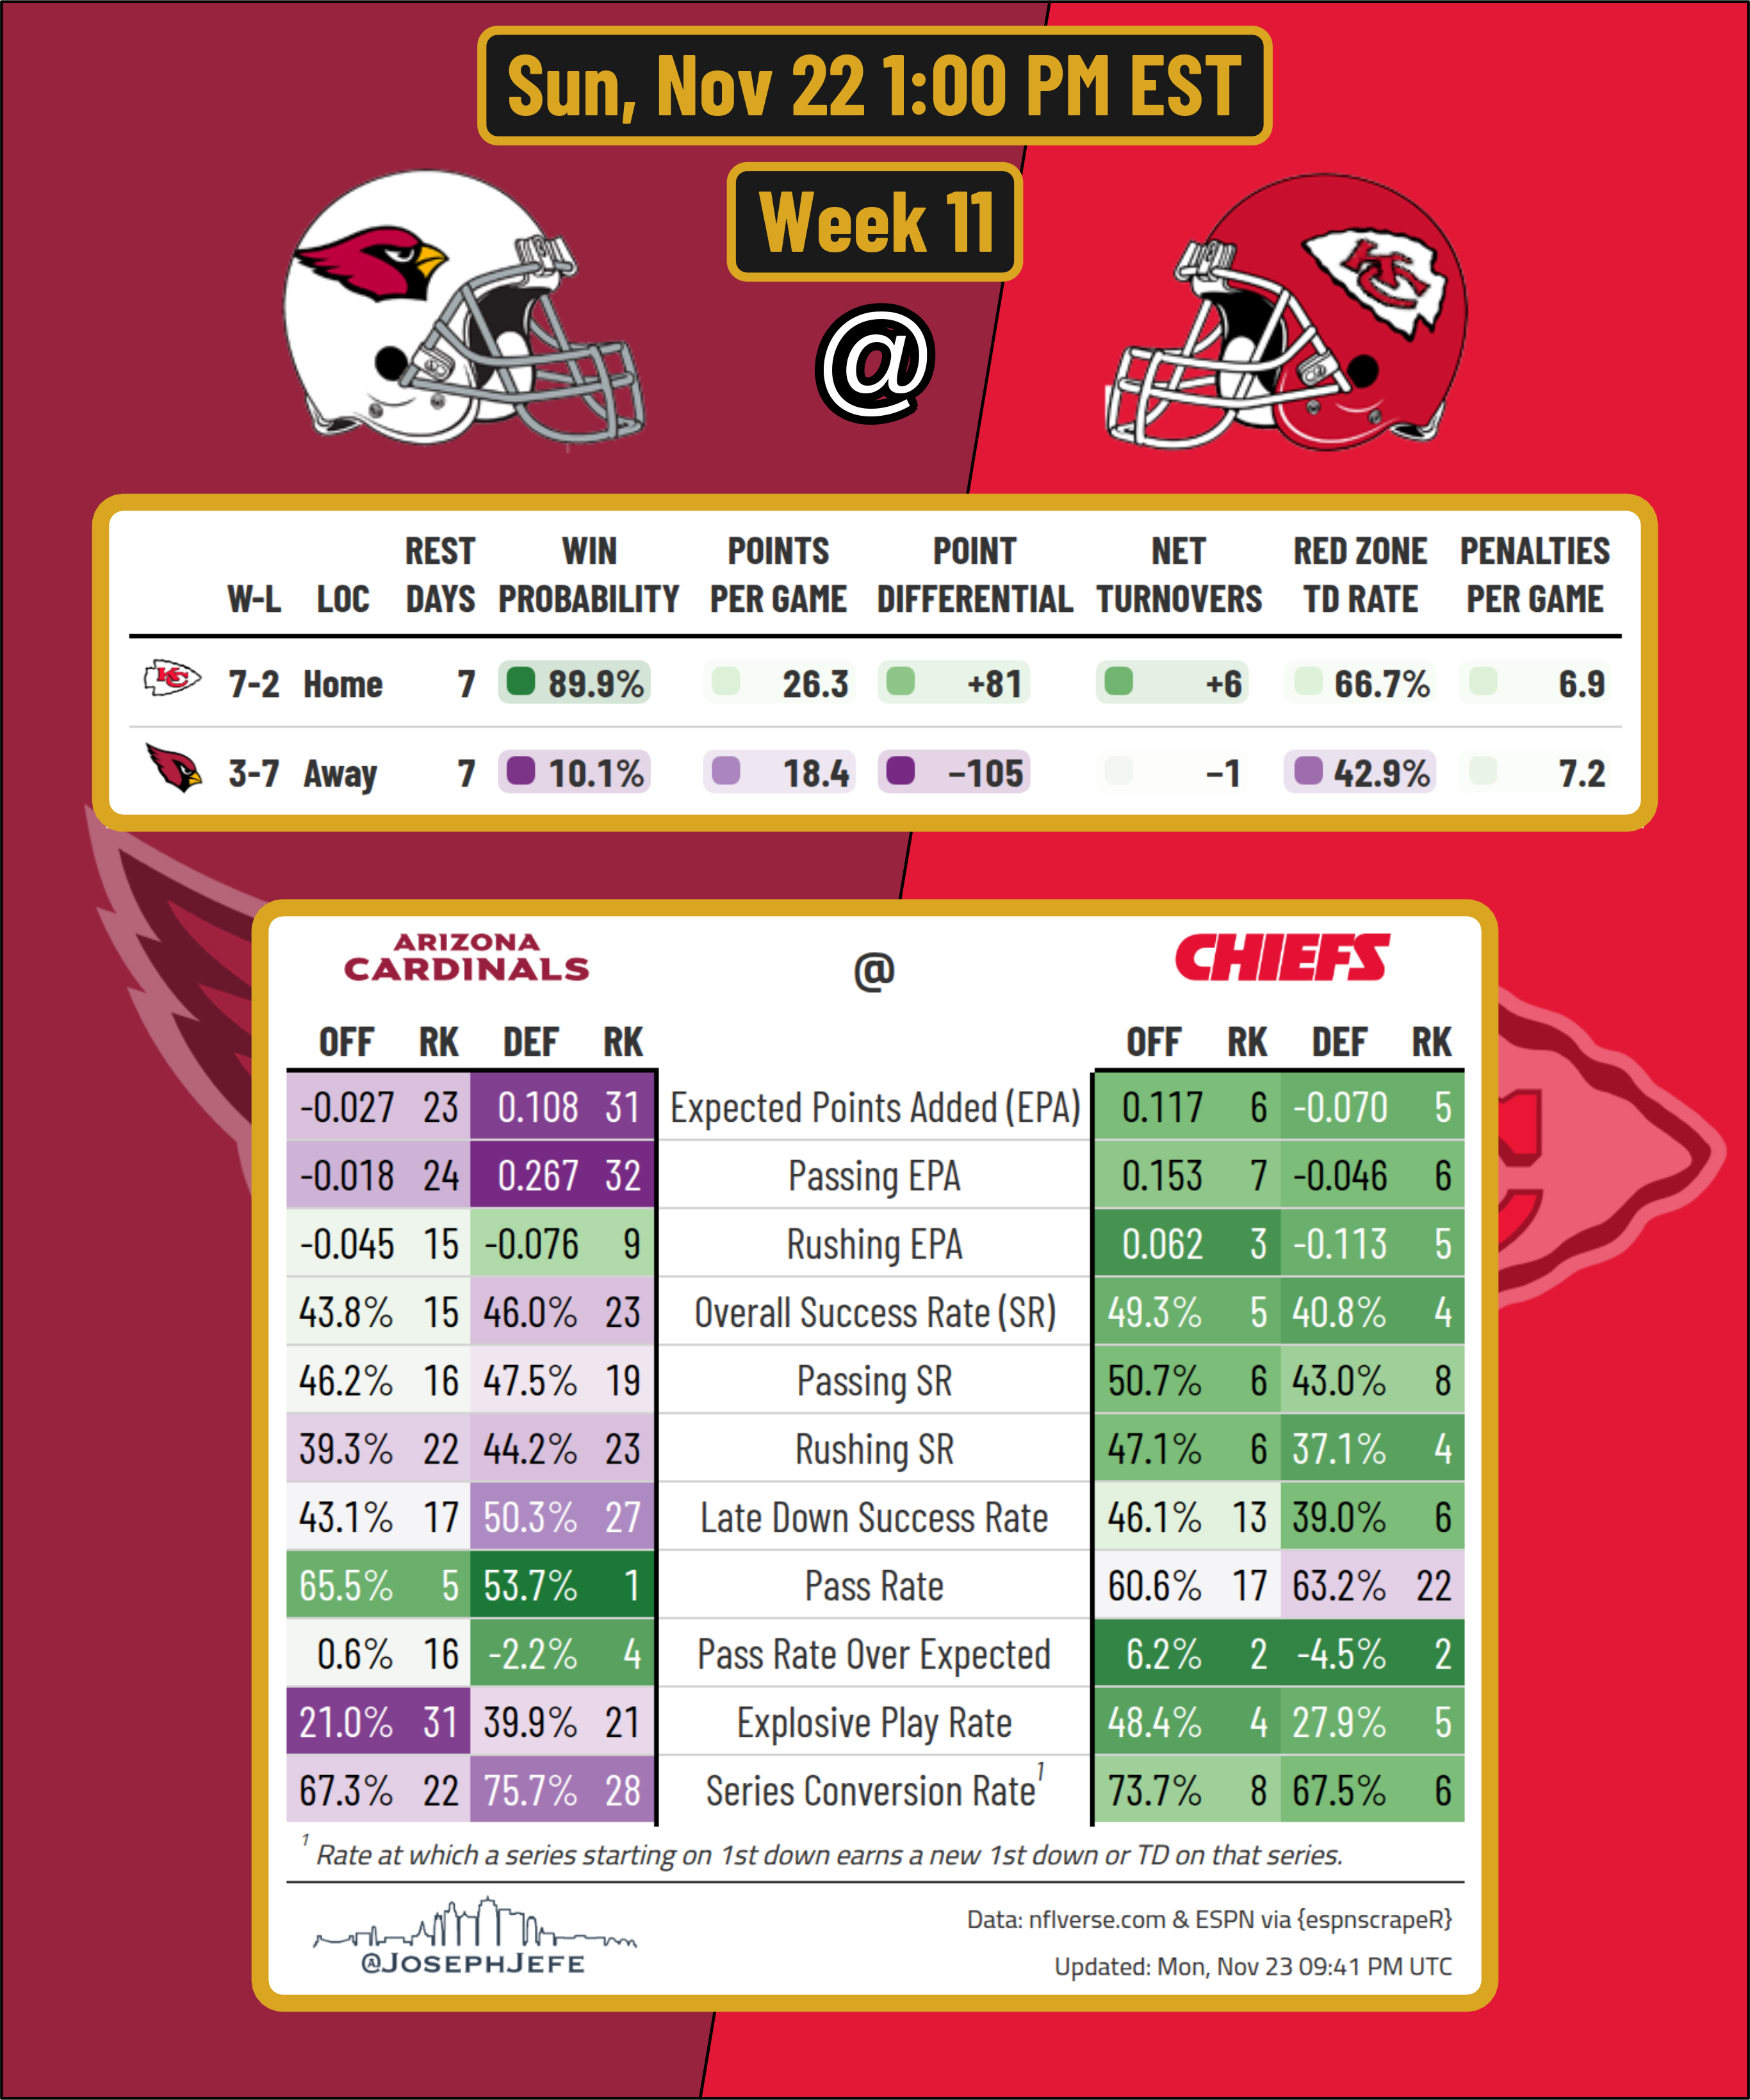 Sun, Nov 22 1:00 PM EST
Week 11
@
KC
W-L LOC REST DAYS WIN PROBABILITY POINTS PER GAME POINT DIFFERENTIAL NET TURNOVERS RED ZONE TD RATE PENALTIES PER GAME
KC 7-2 Home 7 89.9% 26.3 +81 +6 66.7% 6.9
3-7 Away 7 10.1% 18.4 −105 −1 42.9% 7.2
ARIZONA CARDINALS @ CHIEFS
OFF RK DEF RK OFF RK DEF RK
-0.027 23 0.108 31 Expected Points Added (EPA) 0.117 6 -0.070 5
-0.018 24 0.267 32 Passing EPA 0.153 7 -0.046 6
-0.045 15 -0.076 9 Rushing EPA 0.062 3 -0.113 5
43.8% 15 46.0% 23 Overall Success Rate (SR) 49.3% 5 40.8% 4
46.2% 16 47.5% 19 Passing SR 50.7% 6 43.0% 8
39.3% 22 44.2% 23 Rushing SR 47.1% 6 37.1% 4
43.1% 17 50.3% 27 Late Down Success Rate 46.1% 13 39.0% 6
65.5% 5 53.7% 1 Pass Rate 60.6% 17 63.2% 22
0.6% 16 -2.2% 4 Pass Rate Over Expected 6.2% 2 -4.5% 2
21.0% 31 39.9% 21 Explosive Play Rate 48.4% 4 27.9% 5
67.3% 22 75.7% 28 Series Conversion Rate¹ 73.7% 8 67.5% 6
¹ Rate at which a series starting on 1st down earns a new 1st down or TD on that series.
@JOSEPHJEFE
Data: nflverse.com & ESPN via {espnscrapeR}
Updated: Mon, Nov 23 09:41 PM UTC